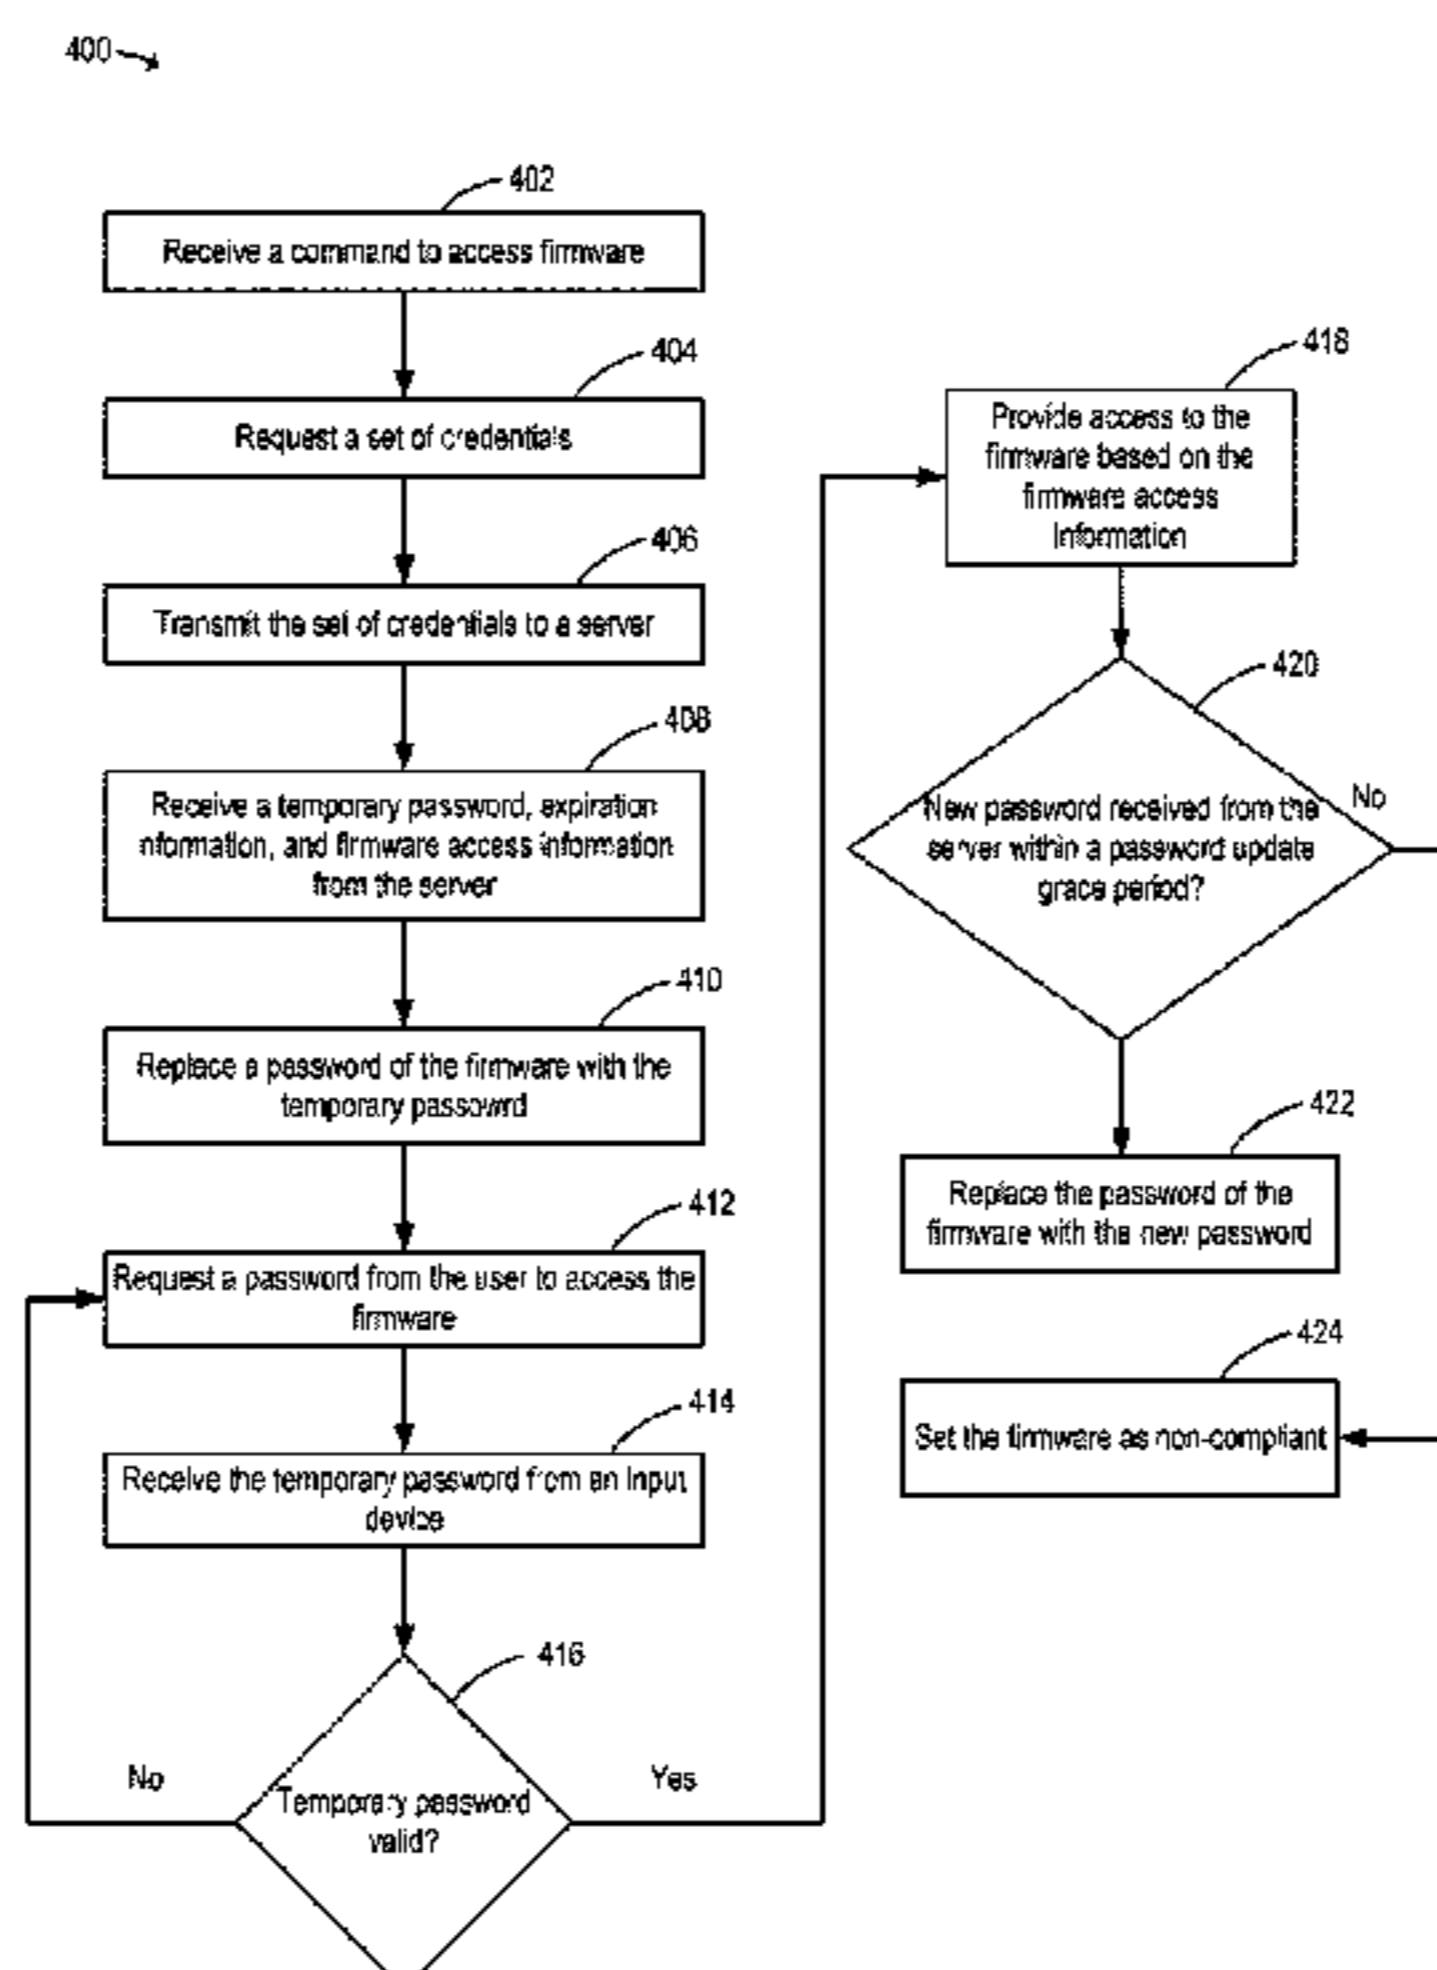 400
402
Receive a command to access firmware
404
Request a set of credentials
406
Transmit the set of credentials to a server
408
Receive a temporary password, expiration
information, and firmware access information
from the server
410
Replace a password of the firmware with the
temporary passowrd
412
Request a password from the user to access the
firmware
414
Receive the temporary password from an input
device
416
Temporary password
valid?
No
Yes
418
Provide access to the
firmware based on the
firmware access
information
420
New password received from the
server within a password update
grace period?
No
422
Replace the password of the
firmware with the new password
424
Set the firmware as non-compliant